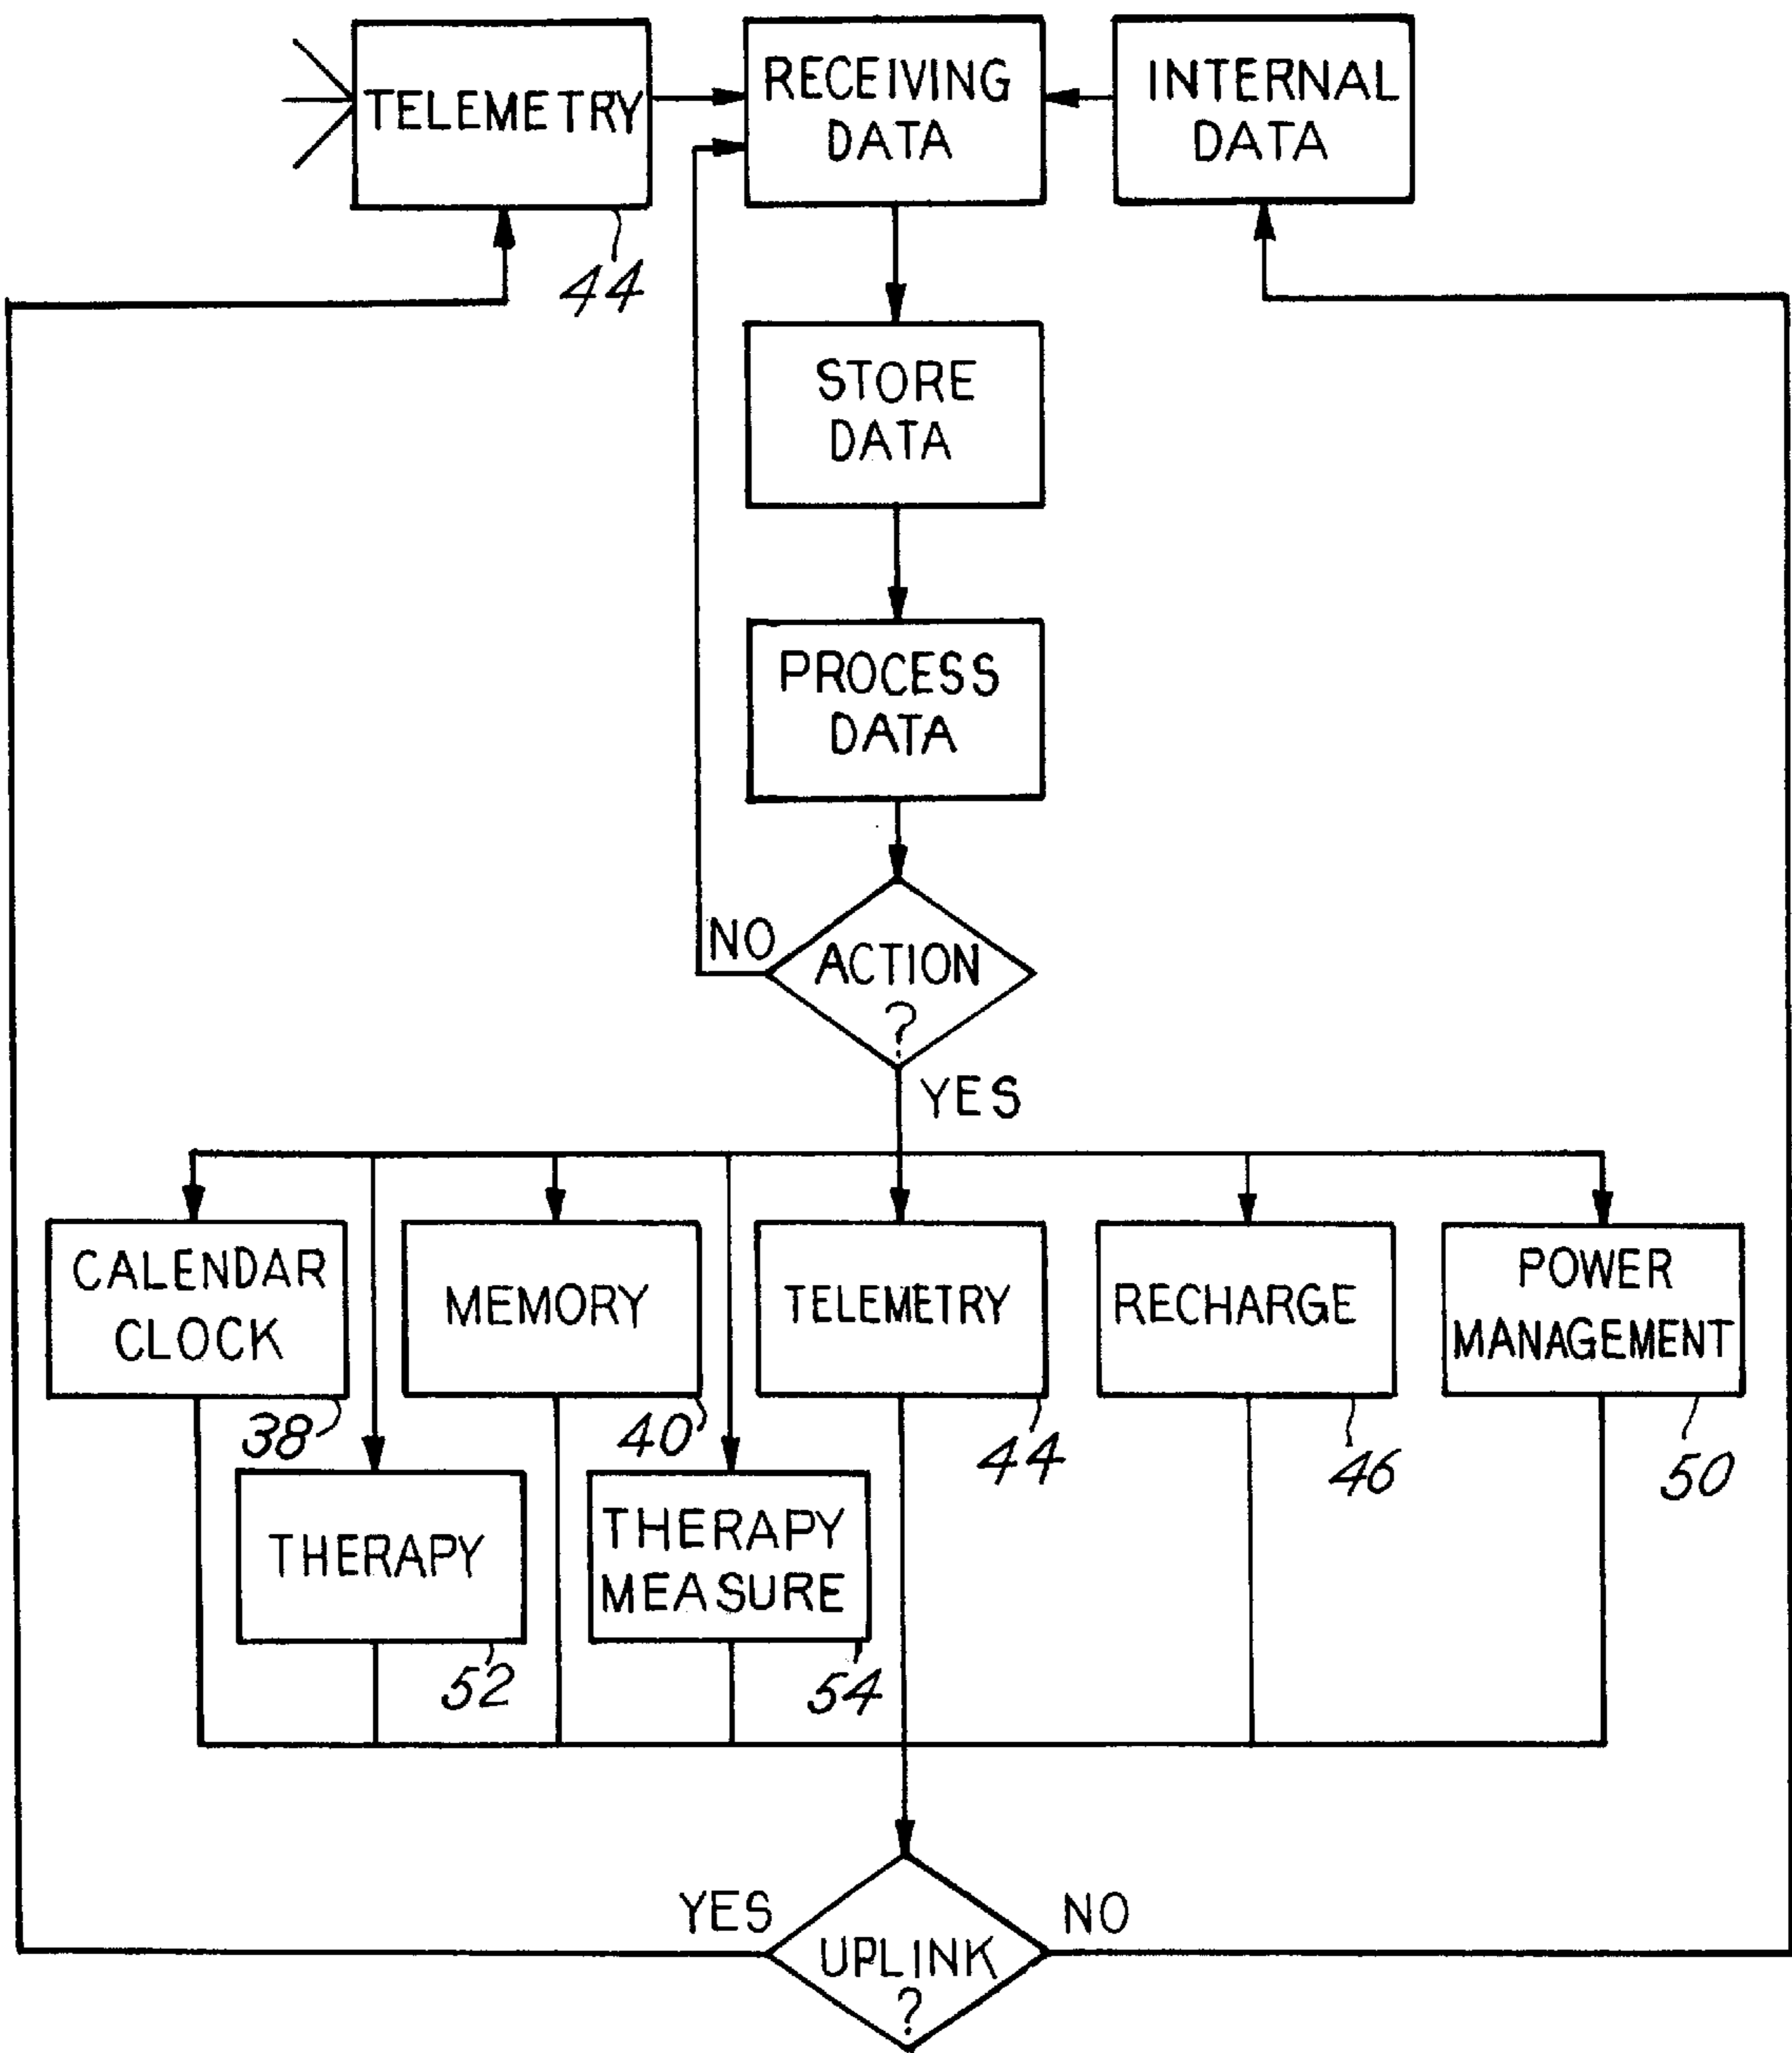 TELEMETRY
RECEIVING
DATA
INTERNAL
DATA
44
STORE
DATA
PROCESS
DATA
NO
ACTION
?
YES
CALENDAR
CLOCK
MEMORY
TELEMETRY
RECHARGE
POWER
MANAGEMENT
38
40
44
46
50
THERAPY
THERAPY
MEASURE
52
54
YES
NO
UPLINK
?